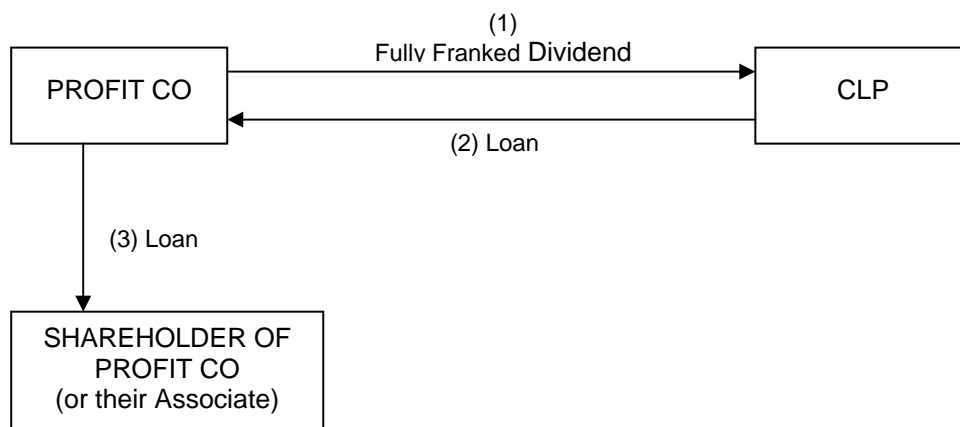 (1)
Fully Franked Dividend
PROFIT CO
CLP
(2) Loan
(3) Loan
SHAREHOLDER OF
PROFIT CO
(or their Associate)